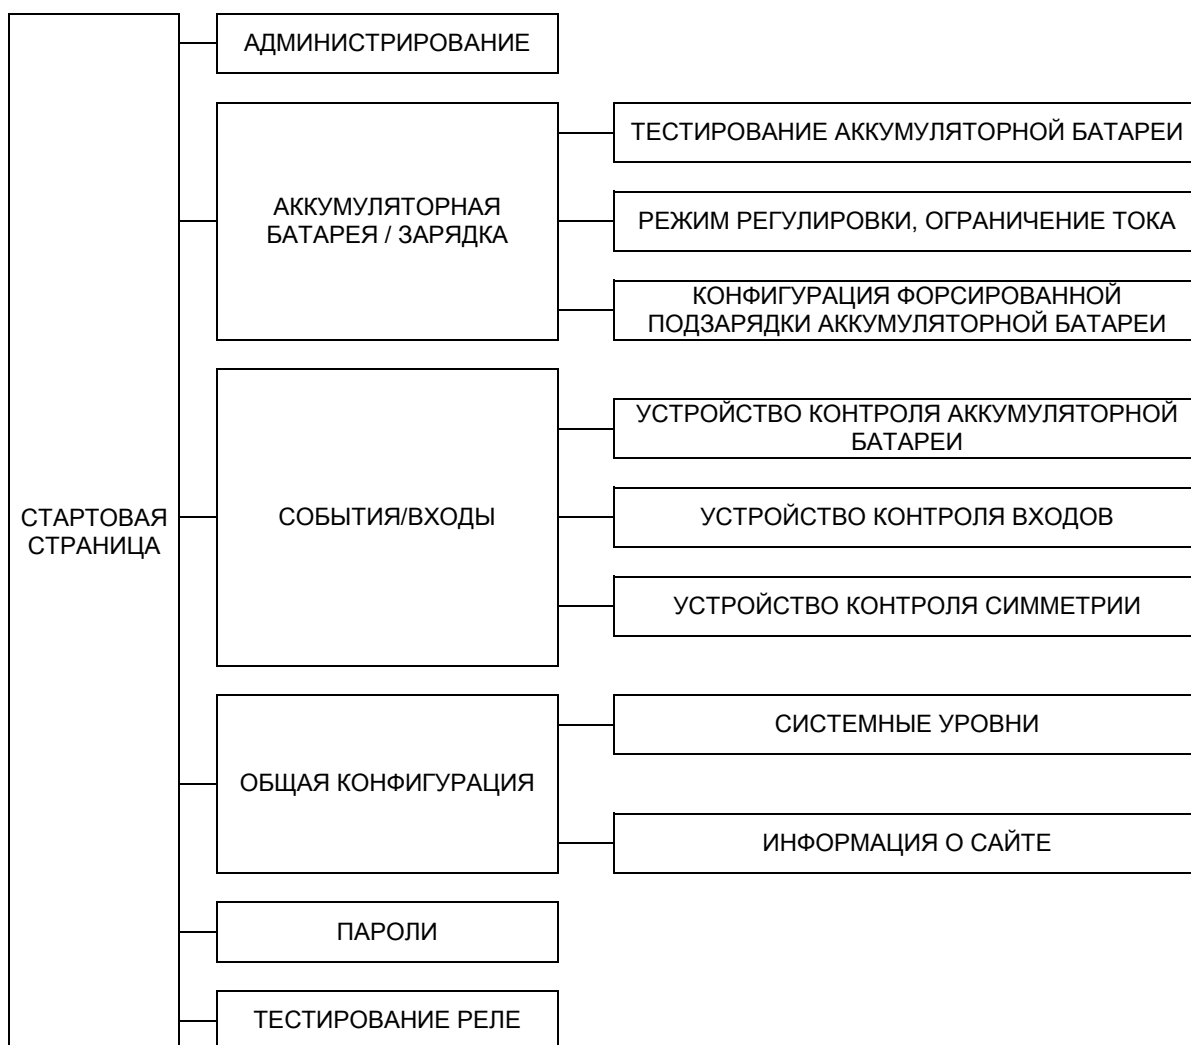 АДМИНИСТРИРОВАНИЕ
ТЕСТИРОВАНИЕ АККУМУЛЯТОРНОЙ БАТАРЕИ
АККУМУЛЯТОРНАЯ
БАТАРЕЯ / ЗАРЯДКА
РЕЖИМ РЕГУЛИРОВКИ, ОГРАНИЧЕНИЕ ТОКА
КОНФИГУРАЦИЯ ФОРСИРОВАННОЙ
ПОДЗАРЯДКИ АККУМУЛЯТОРНОЙ БАТАРЕИ
УСТРОЙСТВО КОНТРОЛЯ АККУМУЛЯТОРНОЙ
БАТАРЕИ
СТАРТОВАЯ
СТРАНИЦА
СОБЫТИЯ/ВХОДЫ
УСТРОЙСТВО КОНТРОЛЯ ВХОДОВ
УСТРОЙСТВО КОНТРОЛЯ СИММЕТРИИ
СИСТЕМНЫЕ УРОВНИ
ОБЩАЯ КОНФИГУРАЦИЯ
ИНФОРМАЦИЯ О САЙТЕ
ПАРОЛИ
ТЕСТИРОВАНИЕ РЕЛЕ